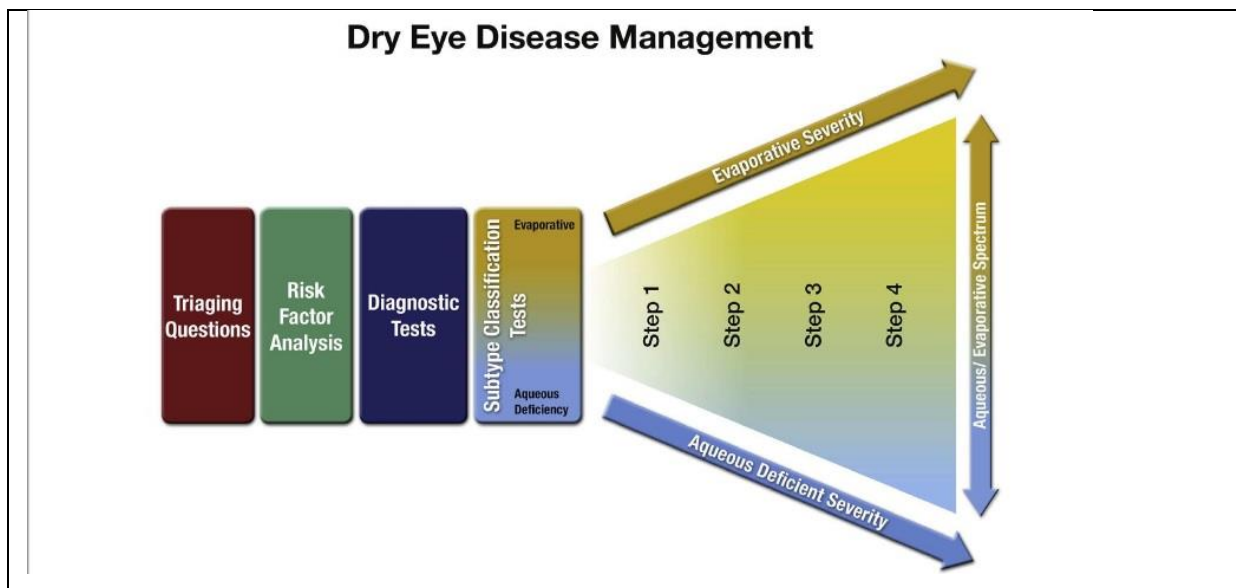 Dry Eye Disease Management
Triaging
Questions
Risk
Factor
Analysis
Diagnostic
Tests
Subtype Classification
Tests
Evaporative
Aqueous
Deficiency
Evaporative Severity
Step 1
Step 2
Step 3
Step 4
Aqueous Deficient Severity
Aqueous/ Evaporative Spectrum